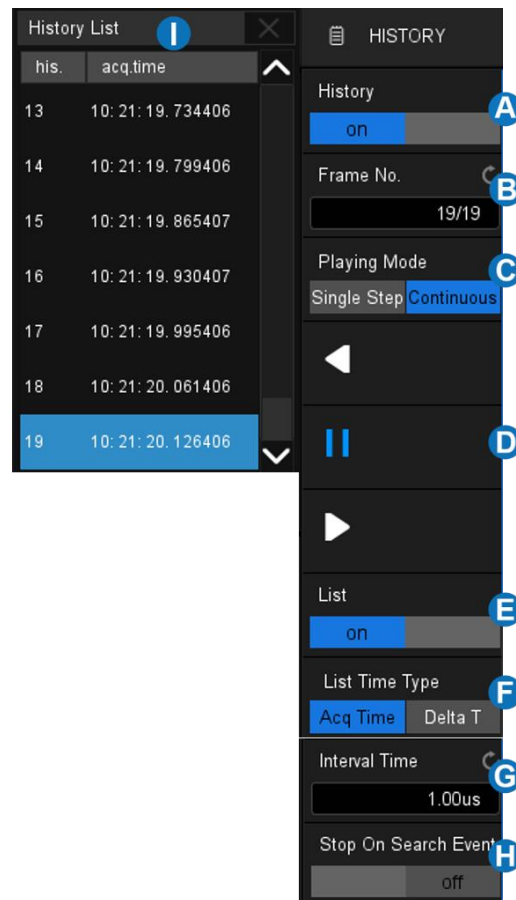 History List
I
his. acq.time
13 10: 21: 19. 734406
14 10: 21: 19. 799406
15 10: 21: 19. 865407
16 10: 21: 19. 930407
17 10: 21: 19. 995406
18 10: 21: 20. 061406
19 10: 21: 20. 126406
HISTORY
History
A
on
Frame No.
B
19/19
Playing Mode
C
Single Step Continuous
D
List
E
on
List Time Type
F
Acq Time Delta T
Interval Time
G
1.00us
Stop On Search Event
H
off